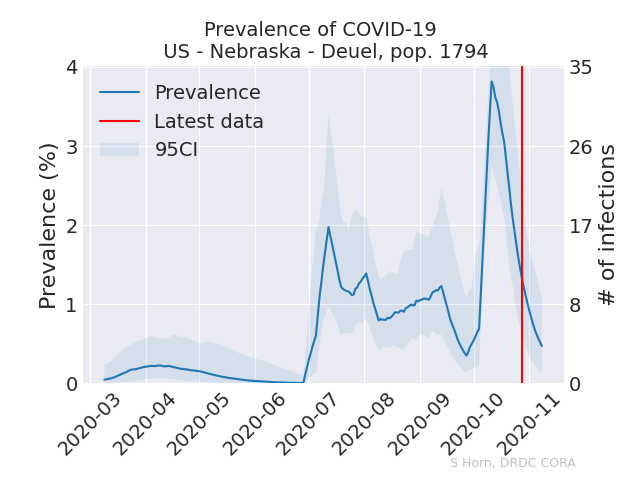 Prevalence of COVID-19
US - Nebraska - Deuel, pop. 1794
Prevalence
Latest data
95CI
Prevalence (%)
4
3
2
1
0
# of infections
35
26
17
8
0
2020-03
2020-04
2020-05
2020-06
2020-07
2020-08
2020-09
2020-10
2020-11
S Horn, DRDC CORA